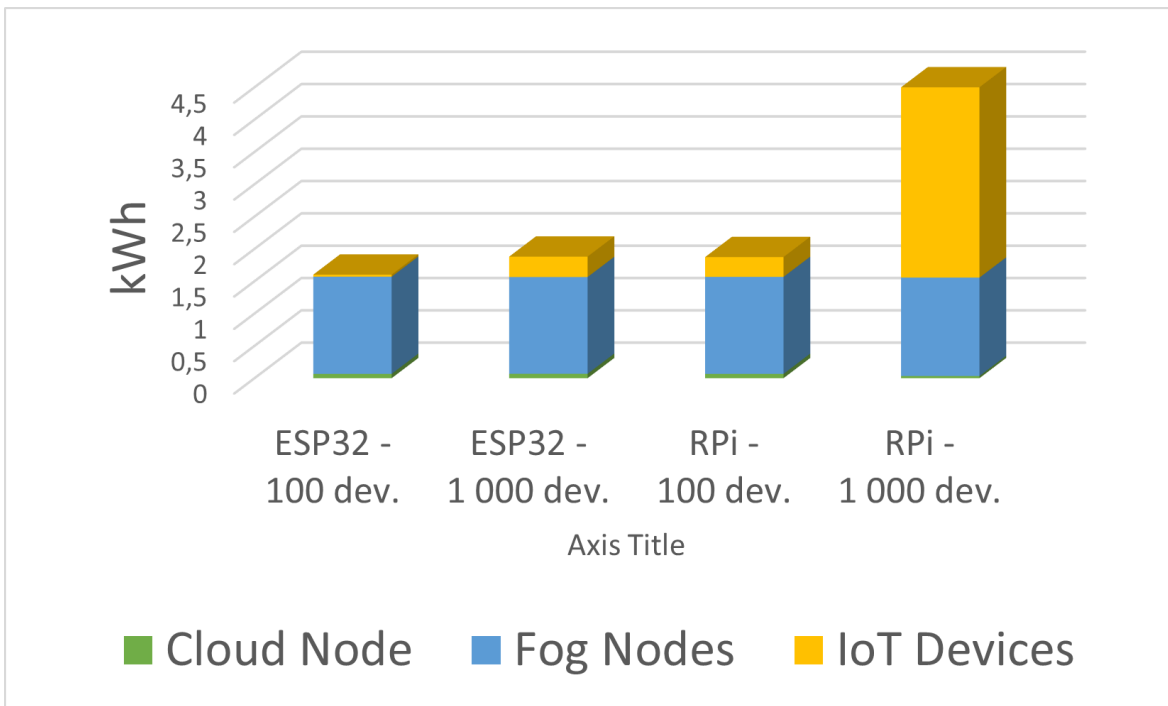 kWh
4,5
4
3,5
3
2,5
2
1,5
1
0,5
0
ESP32 - 
100 dev.
ESP32 - 
1 000 dev.
RPi - 
100 dev.
RPi - 
1 000 dev.
Axis Title
Cloud Node
Fog Nodes
IoT Devices